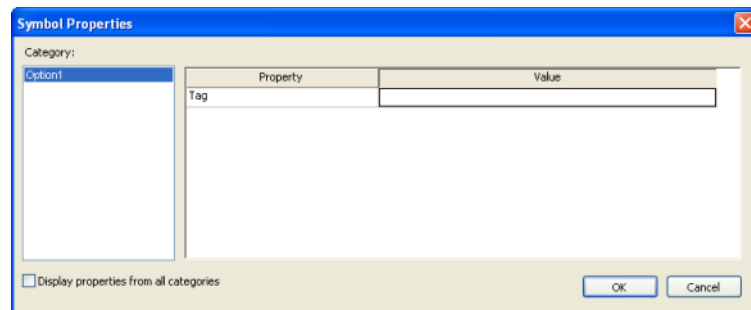 Symbol Properties
Category:
Option1
Property Value
Tag
Display properties from all categories
OK Cancel